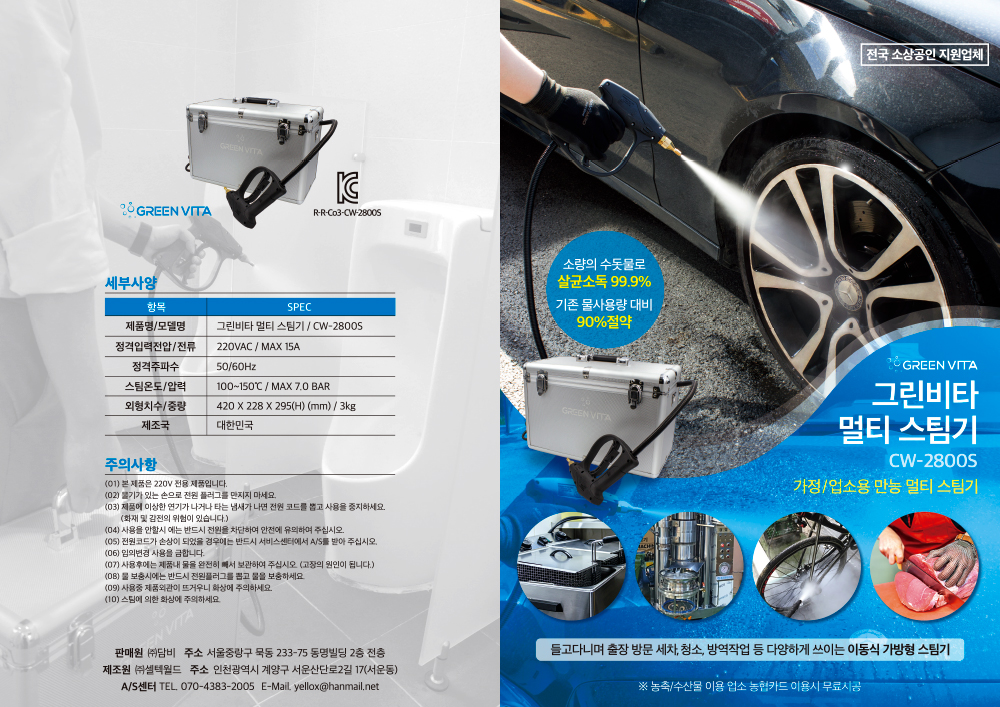 GREEN VITA
GREEN VITA
R-R-Co3-CW-2800S
세부사양
항목 SPEC
제품명/모델명 그린비타 멀티 스팀기 / CW-2800S
정격입력전압/전류 220VAC / MAX 15A
정격주파수 50/60Hz
스팀온도/압력 100~150℃ / MAX 7.0 BAR
외형치수/중량 420 X 228 X 295(H) (mm) / 3kg
제조국 대한민국
주의사항
(01) 본 제품은 220V 전용 제품입니다.
(02) 물기가 있는 손으로 전원 플러그를 만지지 마세요.
(03) 제품에 이상한 연기가 나거나 타는 냄새가 나면 전원 코드를 뽑고 사용을 중지하세요.
(화재 및 감전의 위험이 있습니다.)
(04) 사용을 안할시 에는 반드시 전원을 차단하여 안전에 유의하여 주십시오.
(05) 전원코드가 손상이 되었을 경우에는 반드시 서비스센터에서 A/S를 받아 주십시오.
(06) 임의변경 사용을 금합니다.
(07) 사용후에는 제품내 물을 완전히 빼서 보관하여 주십시오. (고장의 원인이 됩니다.)
(08) 물 보충시에는 반드시 전원플러그를 뽑고 물을 보충하세요.
(09) 사용중 제품외관이 뜨거우니 화상에 주의하세요.
(10) 스팀에 의한 화상에 주의하세요.
GREEN VITA
판매원 ㈜담비 주소 서울중랑구 묵동 233-75 동명빌딩 2층 전층
제조원 ㈜셀텍월드 주소 인천광역시 계양구 서운산단로2길 17(서운동)
A/S센터 TEL. 070-4383-2005 E-Mail. yellox@hanmail.net
전국 소상공인 지원업체
소량의 수돗물로
살균소독 99.9%
기존 물사용량 대비
90%절약
GREEN VITA
GREEN VITA
그린비타
멀티 스팀기
CW-2800S
가정/업소용 만능 멀티 스팀기
들고다니며 출장 방문 세차, 청소, 방역작업 등 다양하게 쓰이는 이동식 가방형 스팀기
※ 농축/수산물 이용 업소 농협카드 이용시 무료시공